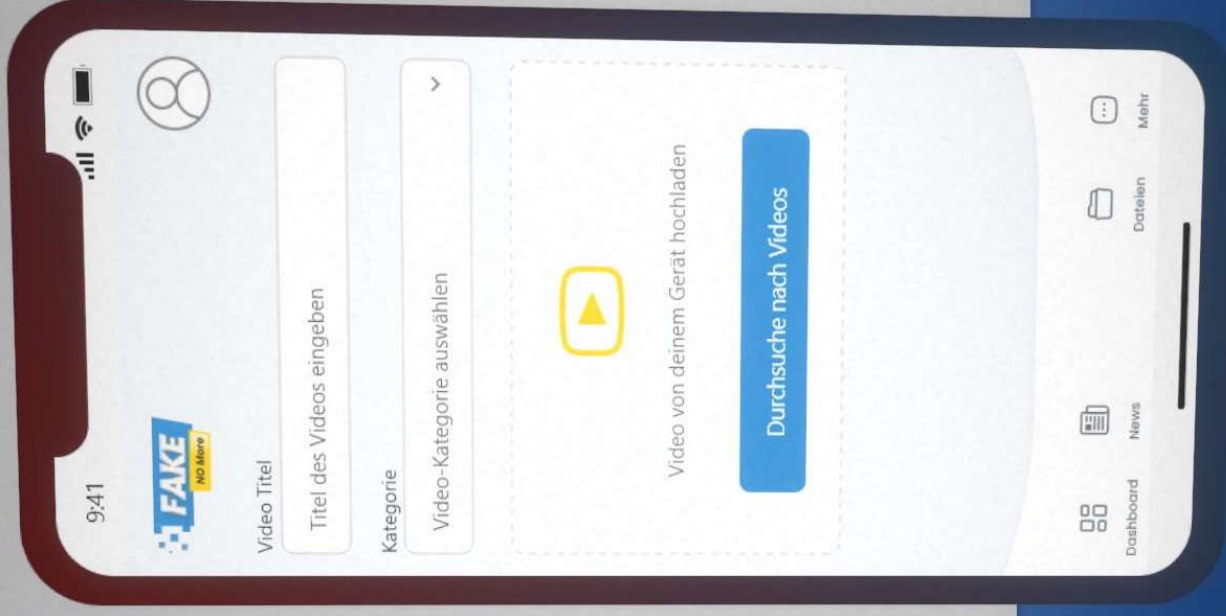 9:41
FAKE
NO More
Video Titel
Titel des Videos eingeben
Kategorie
Video-Kategorie auswählen
Video von deinem Gerät hochladen
Durchsuche nach Videos
Dashboard
News
Dateien
Mehr